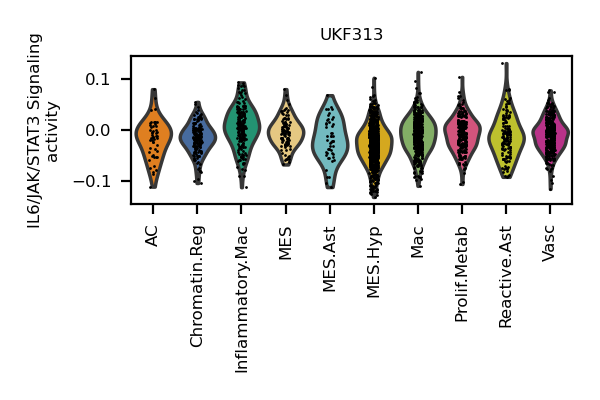 UKF313
IL6/JAK/STAT3 Signaling
activity
0.1
0.0
−0.1
AC
Chromatin.Reg
Inflammatory.Mac
MES
MES.Ast
MES.Hyp
Mac
Prolif.Metab
Reactive.Ast
Vasc